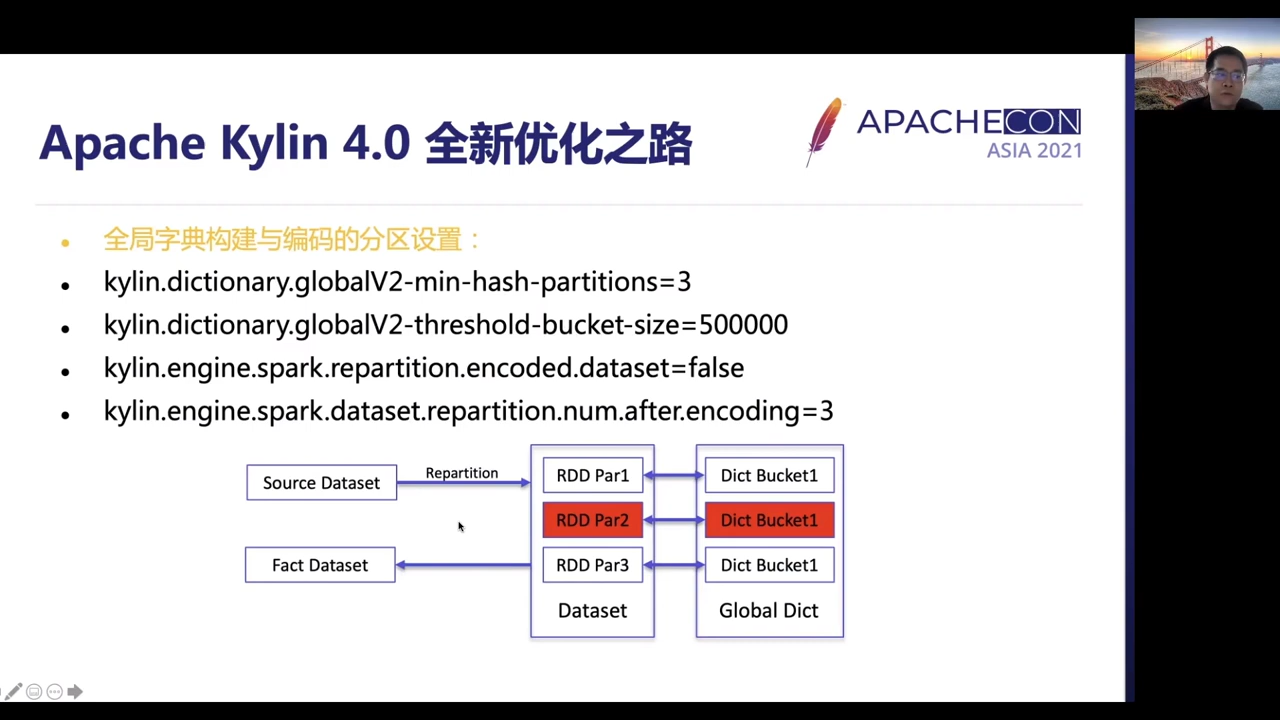 Apache Kylin 4.0 全新优化之路
APACHECON
ASIA 2021
全局字典构建与编码的分区设置：
kylin.dictionary.globalV2-min-hash-partitions=3
kylin.dictionary.globalV2-threshold-bucket-size=500000
kylin.engine.spark.repartition.encoded.dataset=false
kylin.engine.spark.dataset.repartition.num.after.encoding=3
Source Dataset
Repartition
RDD Par1
Dict Bucket1
RDD Par2
Dict Bucket1
Fact Dataset
RDD Par3
Dict Bucket1
Dataset
Global Dict